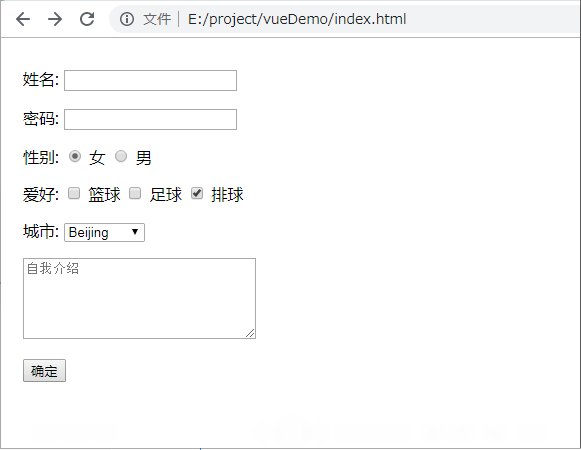 文件 E:/project/vueDemo/index.html
姓名:
密码:
性别: 女 男
爱好: 篮球 足球 排球
城市: Beijing
自我介绍
确定